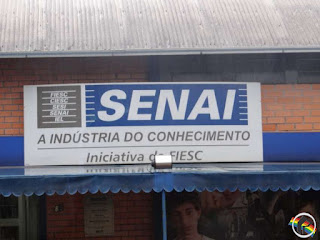 FIESC
CIESC
SESI
SENAI
IEL
SENAI
A INDÚSTRIA DO CONHECIMENTO
Iniciativa da FIESC